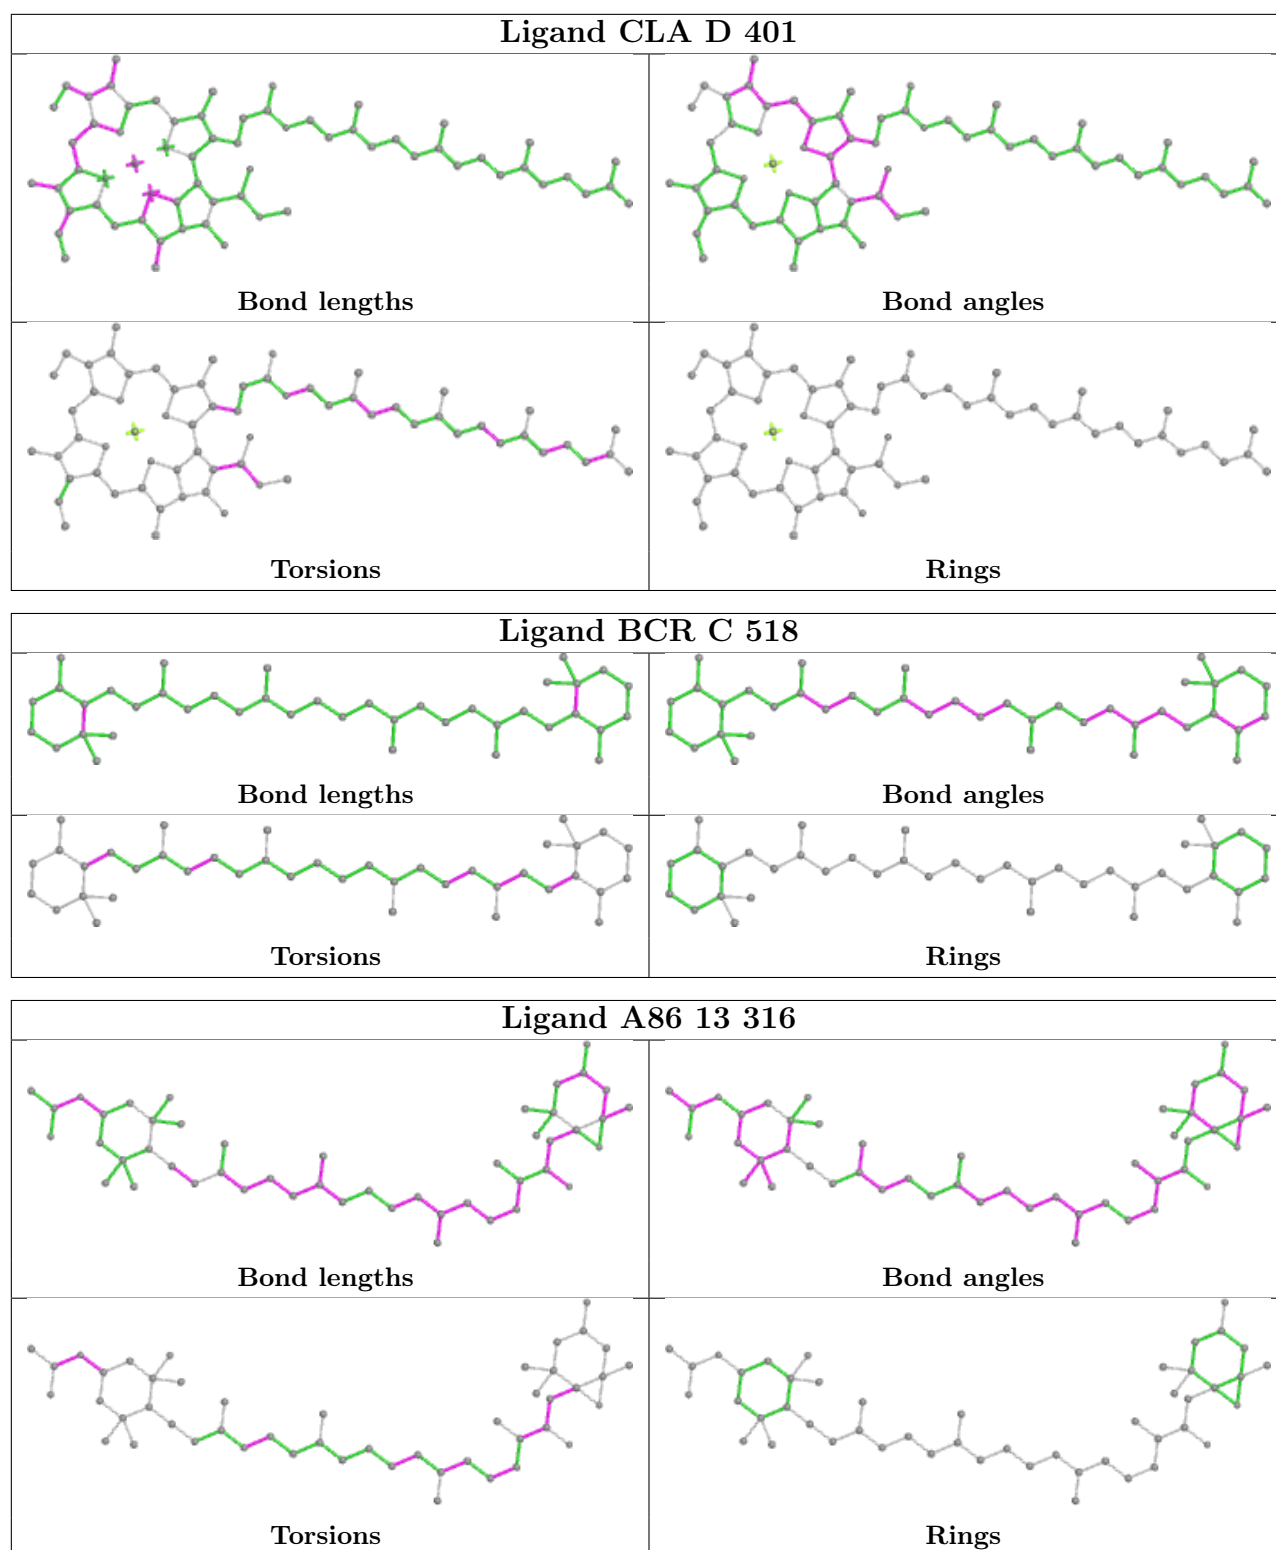 Ligand CLA D 401
Bond lengths
Bond angles
Torsions
Rings
Ligand BCR C 518
Bond lengths
Bond angles
Torsions
Rings
Ligand A86 13 316
Bond lengths
Bond angles
Torsions
Rings